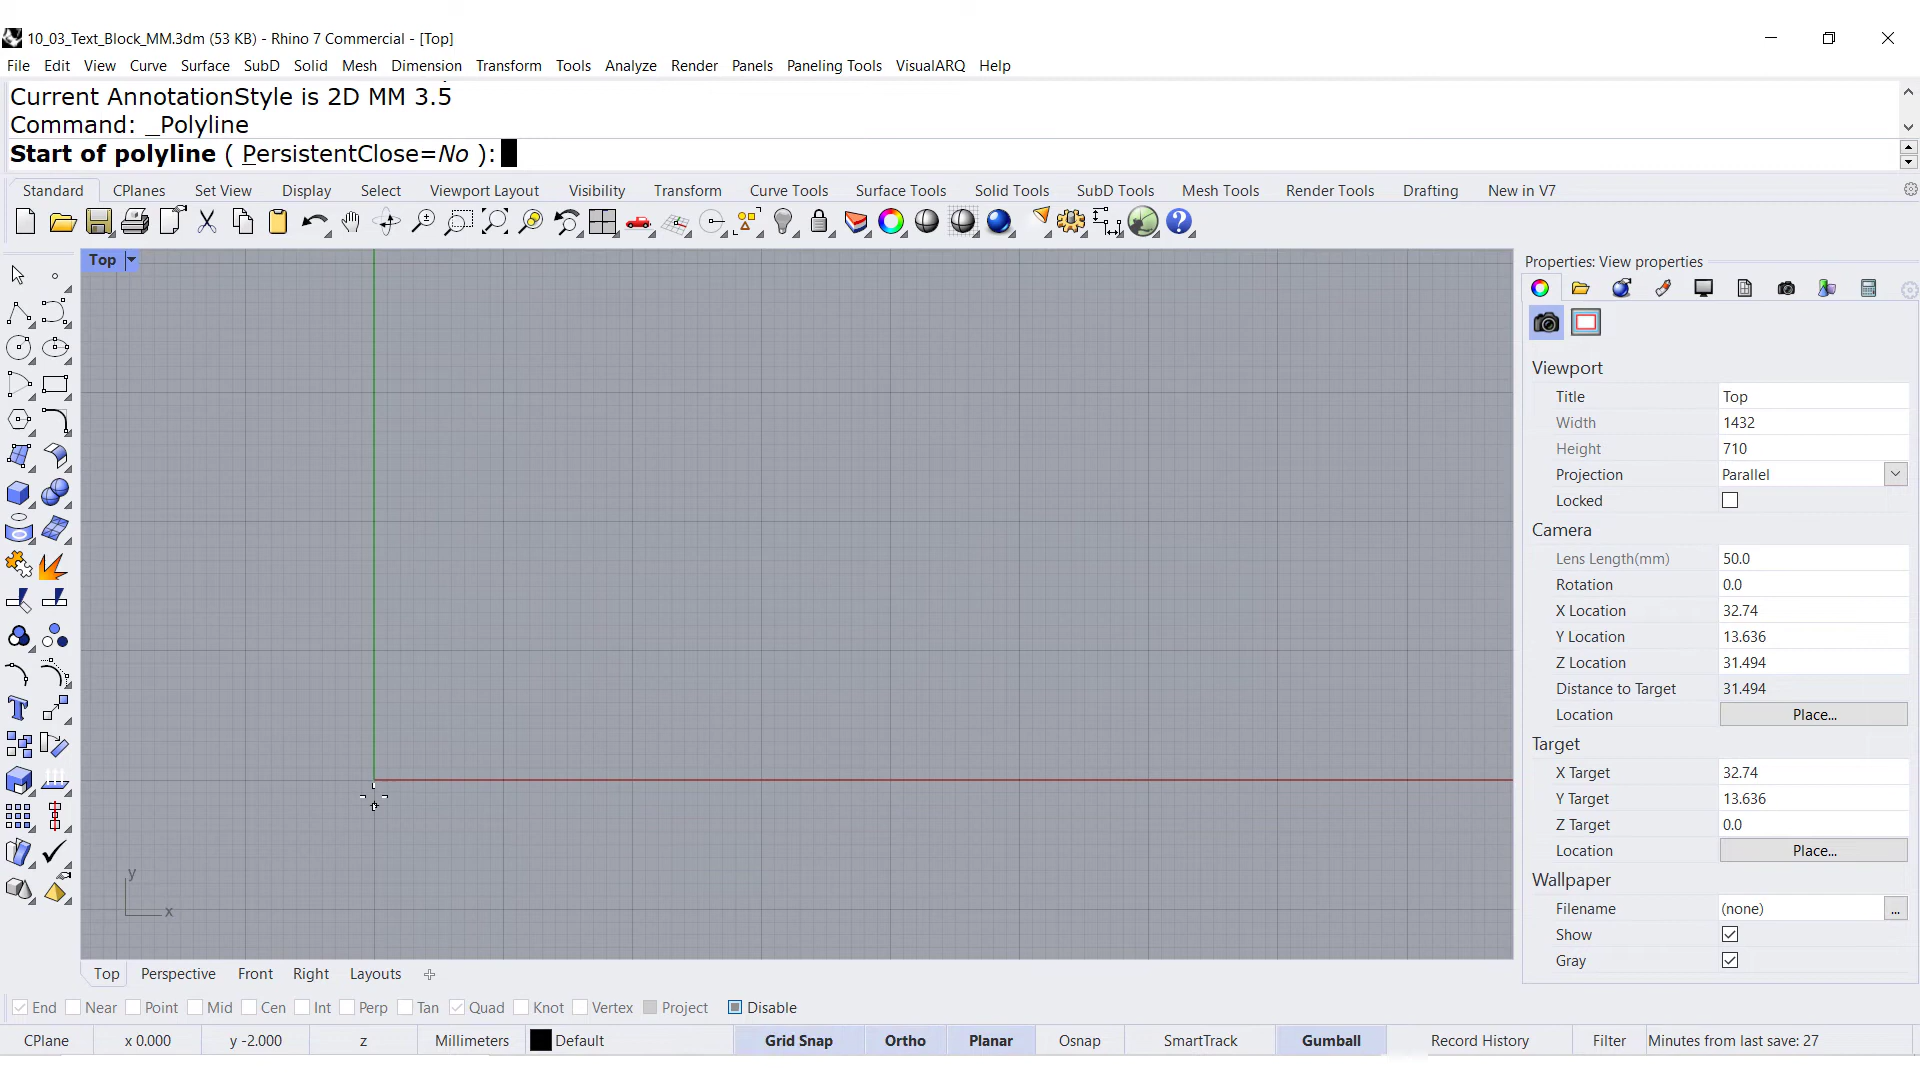 10_03_Text_Block_MM.3dm (53 KB) - Rhino 7 Commercial - [Top]
File Edit View Curve Surface SubD Solid Mesh Dimension Transform Tools Analyze Render Panels Paneling Tools VisualARQ Help
Current AnnotationStyle is 2D MM 3.5
Command: _Polyline
Start of polyline ( PersistentClose=No ):
Standard CPlanes Set View Display Select Viewport Layout Visibility Transform Curve Tools Surface Tools Solid Tools SubD Tools Mesh Tools Render Tools Drafting New in V7
Top
Properties: View properties
Viewport
Title Top
Width 1432
Height 710
Projection Parallel
Locked
Camera
Lens Length(mm) 50.0
Rotation 0.0
X Location 32.74
Y Location 13.636
Z Location 31.494
Distance to Target 31.494
Location Place...
Target
X Target 32.74
Y Target 13.636
Z Target 0.0
Location Place...
Wallpaper
Filename (none) ...
Show
Gray
y
x
Top Perspective Front Right Layouts
End Near Point Mid Cen Int Perp Tan Quad Knot Vertex Project Disable
CPlane x 0.000 y -2.000 z Millimeters Default Grid Snap Ortho Planar Osnap SmartTrack Gumball Record History Filter Minutes from last save: 27